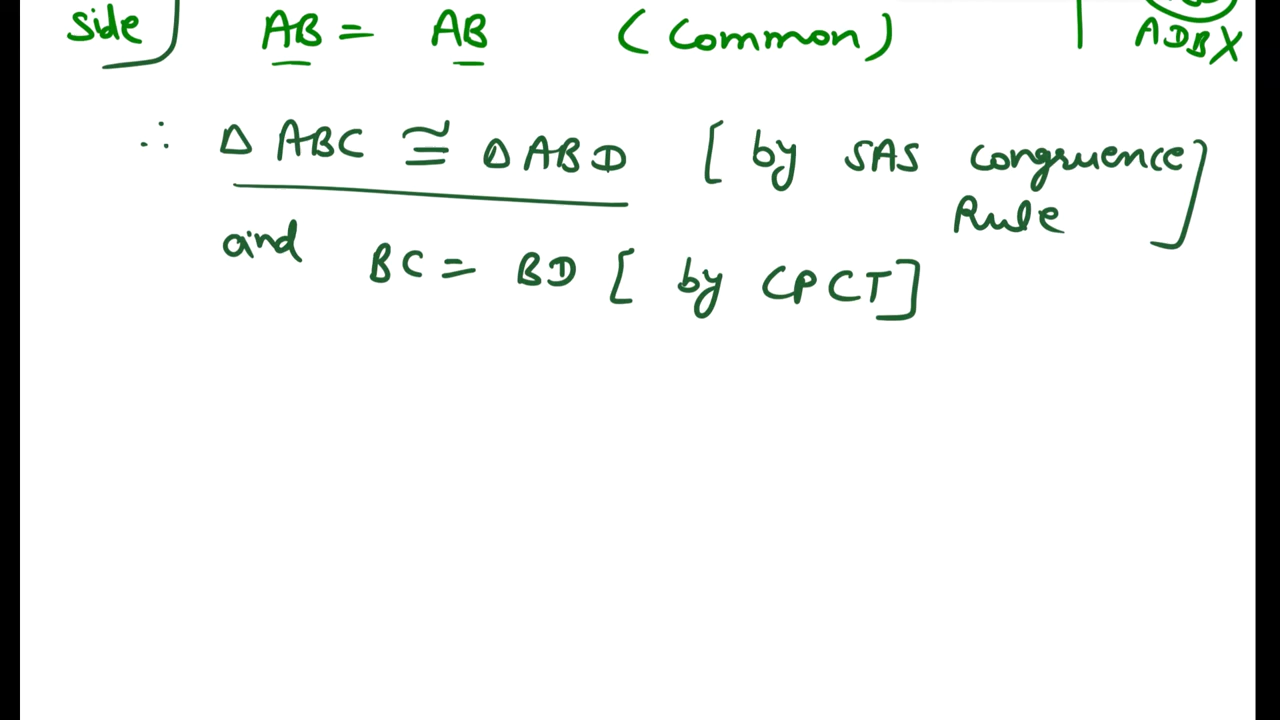 Side] AB = AB (Common) | ADBX
∴ Δ ABC ≅ Δ ABD [by SAS congruence Rule]
and BC = BD [by CPCT]